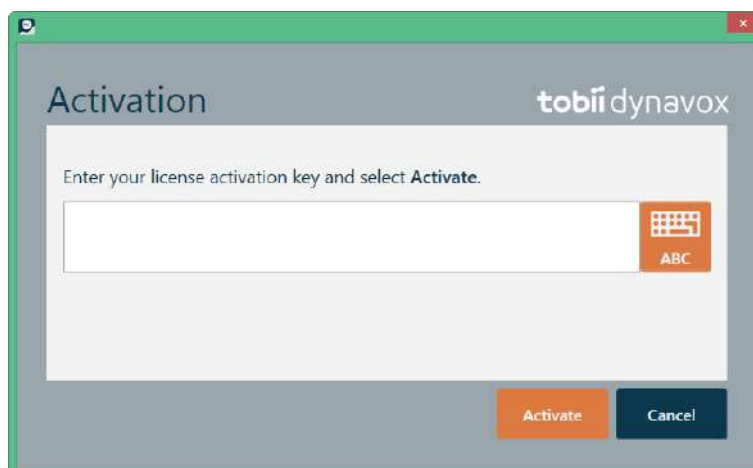 Activation
tobii dynavox
Enter your license activation key and select Activate.
ABC
Activate
Cancel